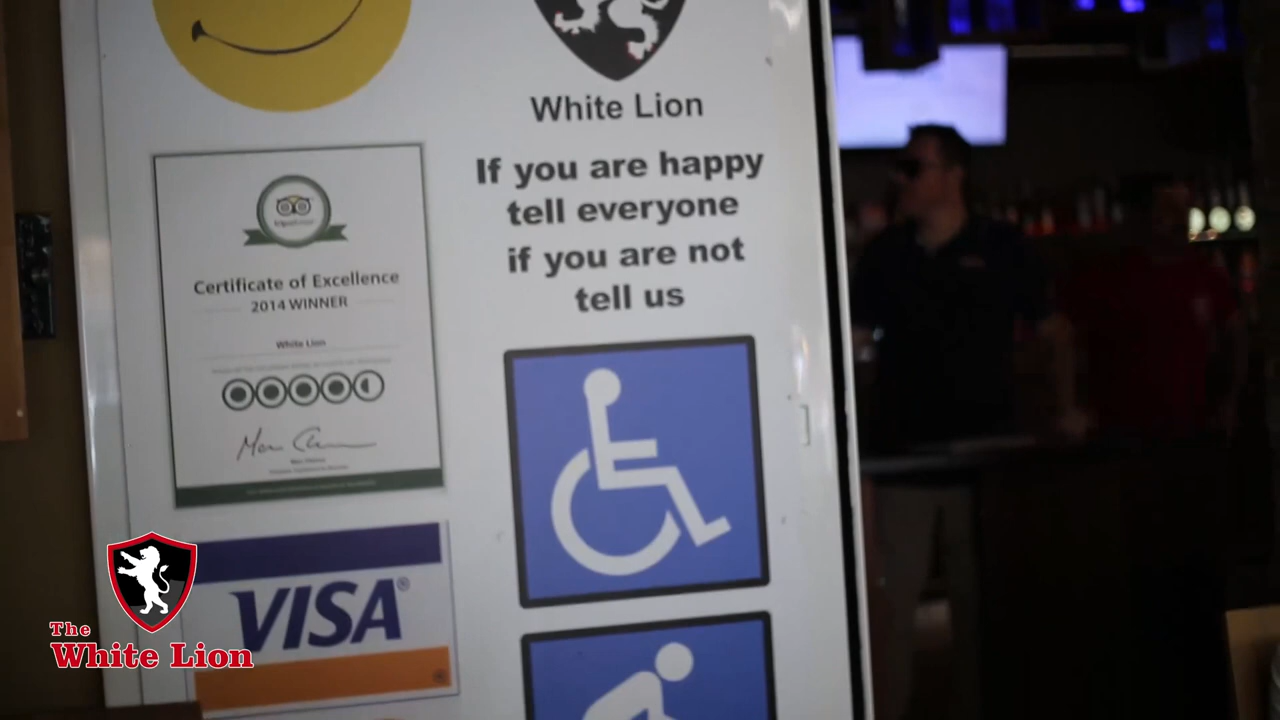 White Lion
If you are happy
tell everyone
if you are not
tell us
Certificate of Excellence
2014 WINNER
White Lion
VISA®
The
White Lion